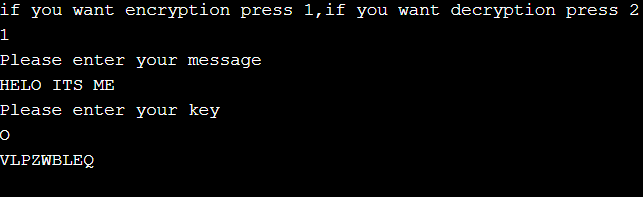 if you want encryption press 1,if you want decryption press 2
1
Please enter your message
HELO ITS ME
Please enter your key
O
VLPZWBLEQ